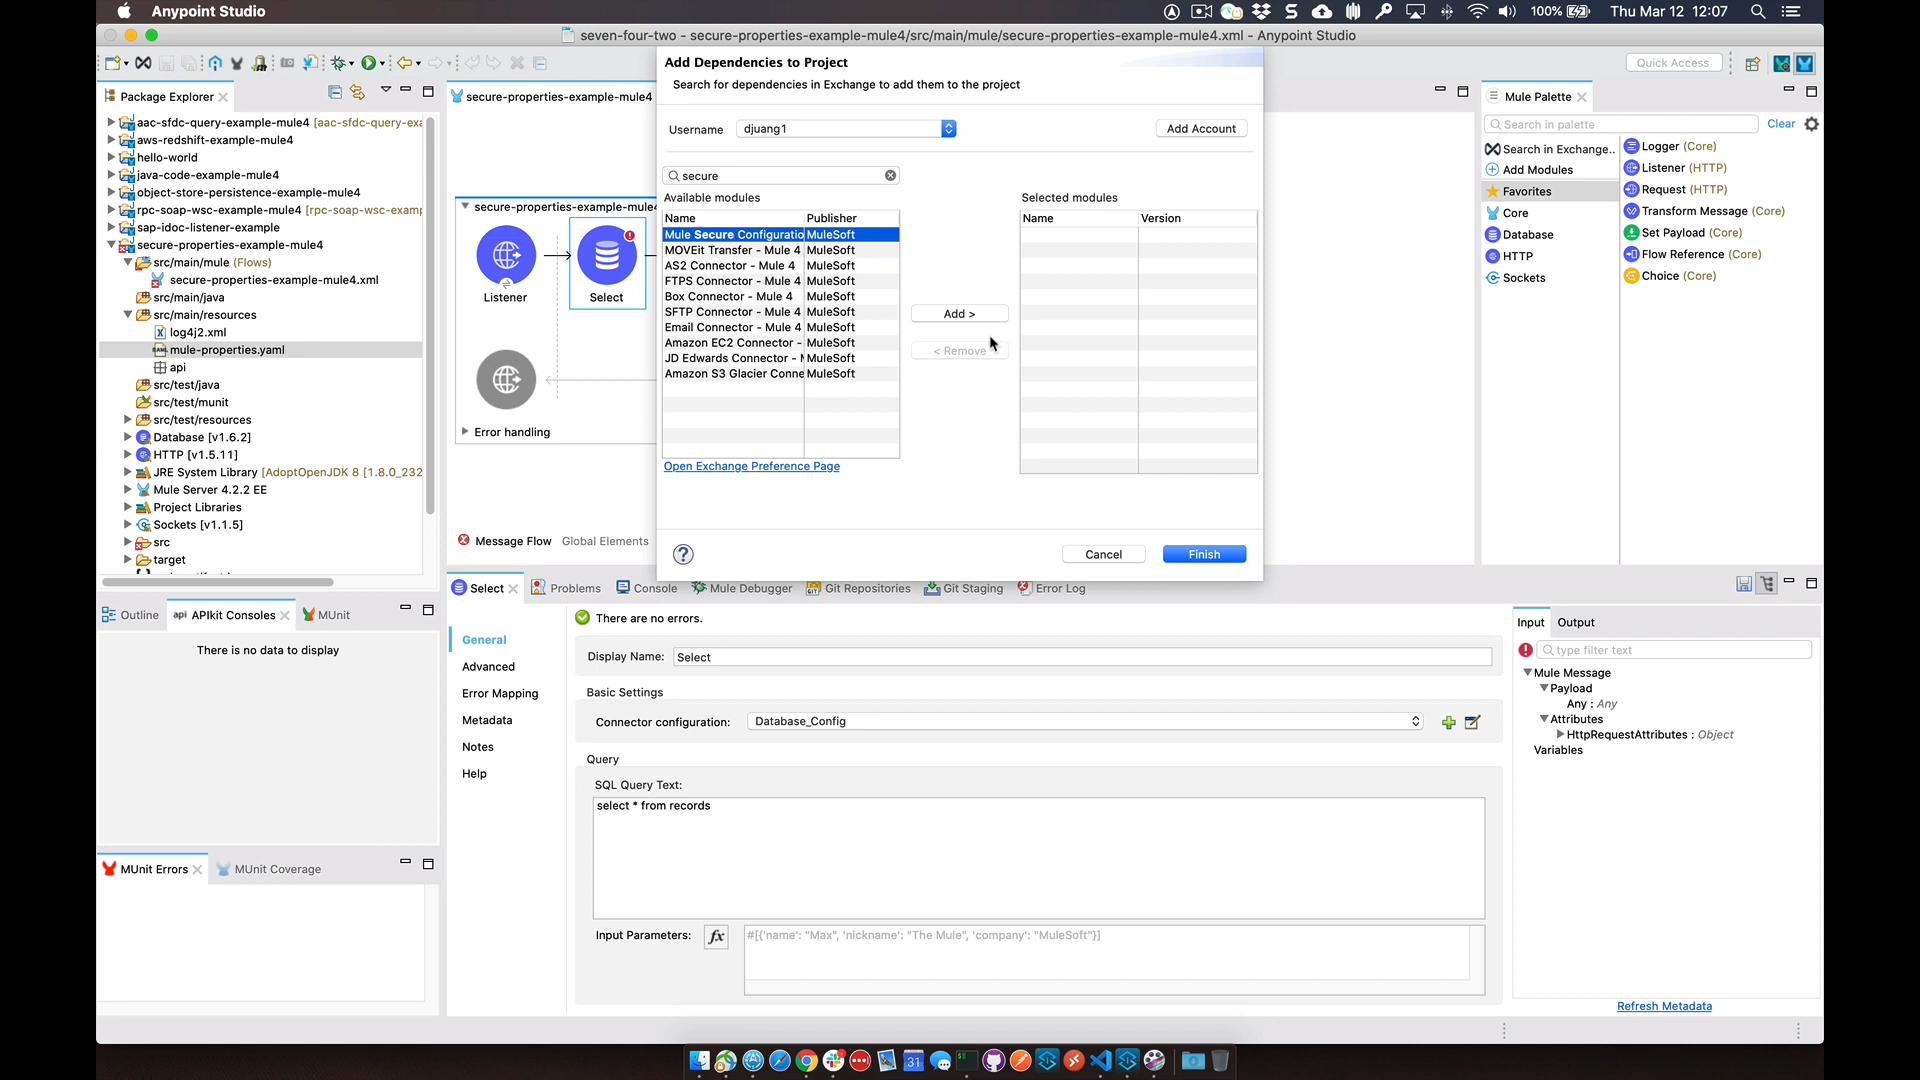 Anypoint Studio
100%
Thu Mar 12 12:07
seven-four-two - secure-properties-example-mule4/src/main/mule/secure-properties-example-mule4.xml - Anypoint Studio
Quick Access
Package Explorer
aac-sfdc-query-example-mule4 [aac-sfdc-query-exa
aws-redshift-example-mule4
hello-world
java-code-example-mule4
object-store-persistence-example-mule4
rpc-soap-wsc-example-mule4 [rpc-soap-wsc-examp
sap-idoc-listener-example
secure-properties-example-mule4
src/main/mule (Flows)
secure-properties-example-mule4.xml
src/main/java
src/main/resources
log4j2.xml
mule-properties.yaml
api
src/test/java
src/test/munit
src/test/resources
Database [v1.6.2]
HTTP [v1.5.11]
JRE System Library [AdoptOpenJDK 8 [1.8.0_232
Mule Server 4.2.2 EE
Project Libraries
Sockets [v1.1.5]
src
target
secure-properties-example-mule4
secure-properties-example-mule4
Listener
Select
Error handling
Message Flow
Global Elements
Add Dependencies to Project
Search for dependencies in Exchange to add them to the project
Username
djuang1
Add Account
secure
Available modules
Name
Publisher
Mule Secure Configuratio MuleSoft
MOVEit Transfer - Mule 4 MuleSoft
AS2 Connector - Mule 4 MuleSoft
FTPS Connector - Mule 4 MuleSoft
Box Connector - Mule 4 MuleSoft
SFTP Connector - Mule 4 MuleSoft
Email Connector - Mule 4 MuleSoft
Amazon EC2 Connector - MuleSoft
JD Edwards Connector - M MuleSoft
Amazon S3 Glacier Conne MuleSoft
Open Exchange Preference Page
Add >
< Remove
Selected modules
Name
Version
?
Cancel
Finish
Mule Palette
Search in palette
Clear
Search in Exchange..
Add Modules
Favorites
Core
Database
HTTP
Sockets
Logger (Core)
Listener (HTTP)
Request (HTTP)
Transform Message (Core)
Set Payload (Core)
Flow Reference (Core)
Choice (Core)
Outline
api APIkit Consoles
MUnit
There is no data to display
MUnit Errors
MUnit Coverage
Select
Problems
Console
Mule Debugger
Git Repositories
Git Staging
Error Log
General
Advanced
Error Mapping
Metadata
Notes
Help
There are no errors.
Display Name:
Select
Basic Settings
Connector configuration:
Database_Config
Query
SQL Query Text:
select * from records
Input Parameters:
fx
#[{'name': "Max", 'nickname': "The Mule", 'company': "MuleSoft"}]
Input
Output
type filter text
Mule Message
Payload
Any : Any
Attributes
HttpRequestAttributes : Object
Variables
Refresh Metadata
31